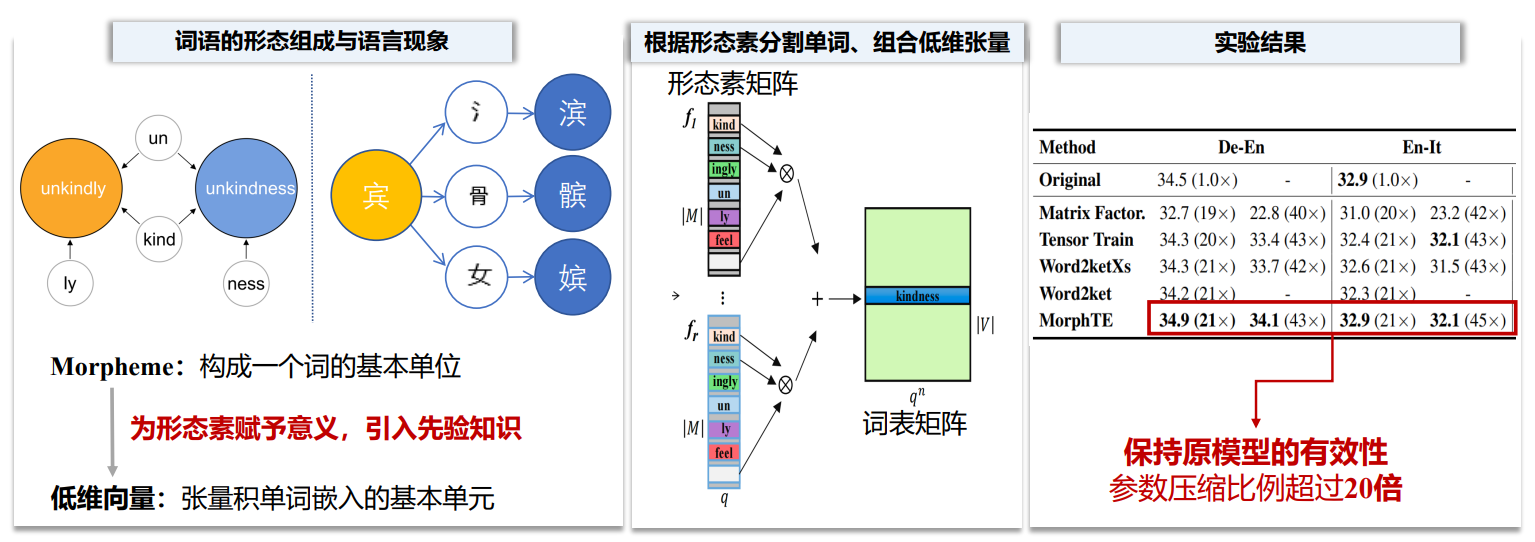 词语的形态组成与语言现象
un
unkindly
unkindness
kind
ly
ness
宾
氵
滨
骨
髌
女
嫔
Morpheme：构成一个词的基本单位
为形态素赋予意义，引入先验知识
低维向量：张量积单词嵌入的基本单元
根据形态素分割单词、组合低维张量
形态素矩阵
f_l
kind
ness
ingly
un
|M| ly
feel
⊗
⋮
+
kindness
|V|
q^n
词表矩阵
f_r
kind
ness
ingly
un
|M| ly
feel
⊗
q
实验结果
Method De-En En-It
Original 34.5 (1.0×) - 32.9 (1.0×) -
Matrix Factor. 32.7 (19×) 22.8 (40×) 31.0 (20×) 23.2 (42×)
Tensor Train 34.3 (20×) 33.4 (43×) 32.4 (21×) 32.1 (43×)
Word2ketXs 34.3 (21×) 33.7 (42×) 32.6 (21×) 31.5 (43×)
Word2ket 34.2 (21×) - 32.3 (21×) -
MorphTE 34.9 (21×) 34.1 (43×) 32.9 (21×) 32.1 (45×)
保持原模型的有效性
参数压缩比例超过20倍